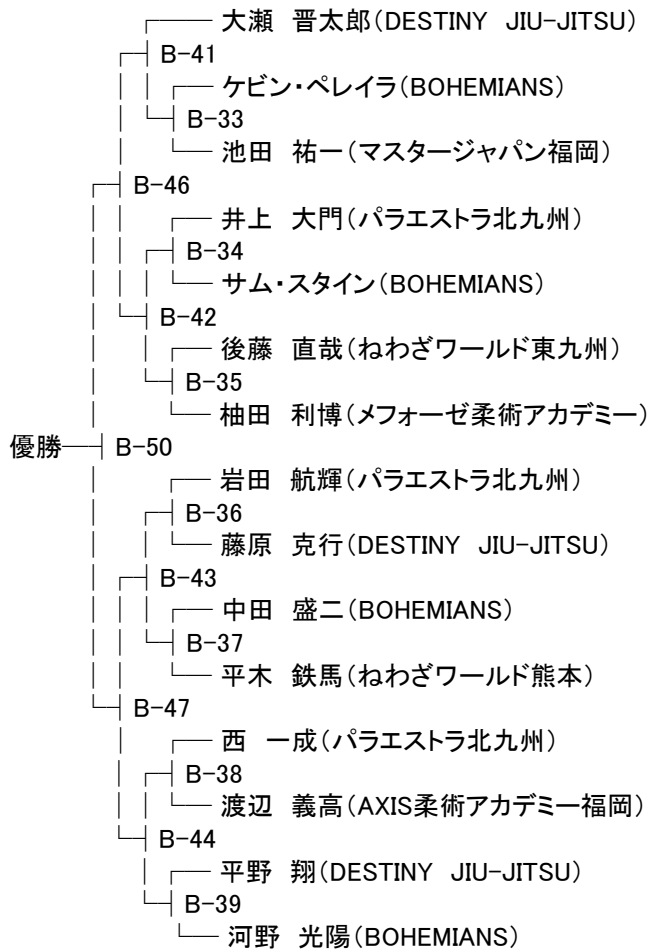 大瀬　晋太郎（DESTINY　JIU-JITSU）
B-41
ケビン・ペレイラ（BOHEMIANS）
B-33
池田　祐一（マスタージャパン福岡）
B-46
井上　大門（パラエストラ北九州）
B-34
サム・スタイン（BOHEMIANS）
B-42
後藤　直哉（ねわざワールド東九州）
B-35
柚田　利博（メフォーゼ柔術アカデミー）
優勝 B-50
岩田　航輝（パラエストラ北九州）
B-36
藤原　克行（DESTINY　JIU-JITSU）
B-43
中田　盛二（BOHEMIANS）
B-37
平木　鉄馬（ねわざワールド熊本）
B-47
西　一成（パラエストラ北九州）
B-38
渡辺　義高（AXIS柔術アカデミー福岡）
B-44
平野　翔（DESTINY　JIU-JITSU）
B-39
河野　光陽（BOHEMIANS）